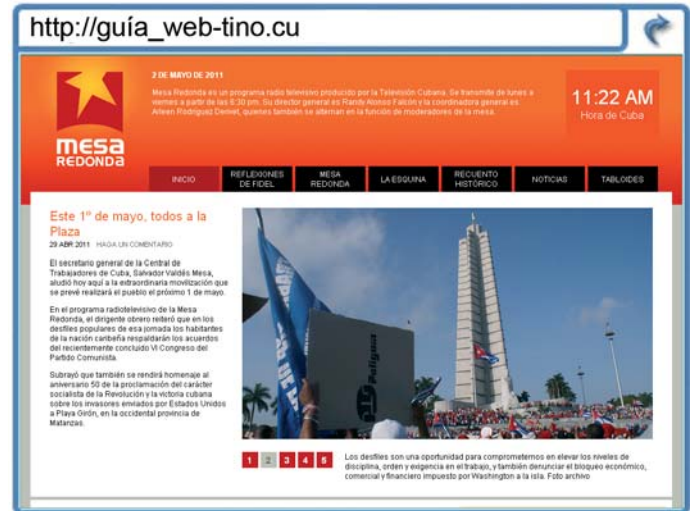 http://guía_web-tino.cu
2 DE MAYO DE 2011
Mesa Redonda es un programa radio televisivo producido por la Televisión Cubana. Se transmite de lunes a
viernes a partir de las 6:30 pm. Su director general es Randy Alonso Falcón y la coordinadora general es
Arleen Rodríguez Derivet, quienes también se alternan en la función de moderadores de la mesa.
11:22 AM
Hora de Cuba
mesa
REDONDA
INICIO
REFLEXIONES
DE FIDEL
MESA
REDONDA
LA ESQUINA
RECUENTO
HISTÓRICO
NOTICIAS
TABLOIDES
Este 1º de mayo, todos a la
Plaza
29 ABR 2011 HAGA UN COMENTARIO
El secretario general de la Central de
Trabajadores de Cuba, Salvador Valdés Mesa,
aludió hoy aquí a la extraordinaria movilización que
se prevé realizará el pueblo el próximo 1 de mayo.
En el programa radiotelevisivo de la Mesa
Redonda, el dirigente obrero reiteró que en los
desfiles populares de esa jornada los habitantes
de la nación caribeña respaldarán los acuerdos
del recientemente concluido VI Congreso del
Partido Comunista.
Subrayó que también se rendirá homenaje al
aniversario 50 de la proclamación del carácter
socialista de la Revolución y la victoria cubana
sobre los invasores enviados por Estados Unidos
a Playa Girón, en la occidental provincia de
Matanzas.
Poligom
1 2 3 4 5
Los desfiles son una oportunidad para comprometernos en elevar los niveles de
disciplina, orden y exigencia en el trabajo, y también denunciar el bloqueo económico,
comercial y financiero impuesto por Washington a la isla. Foto archivo